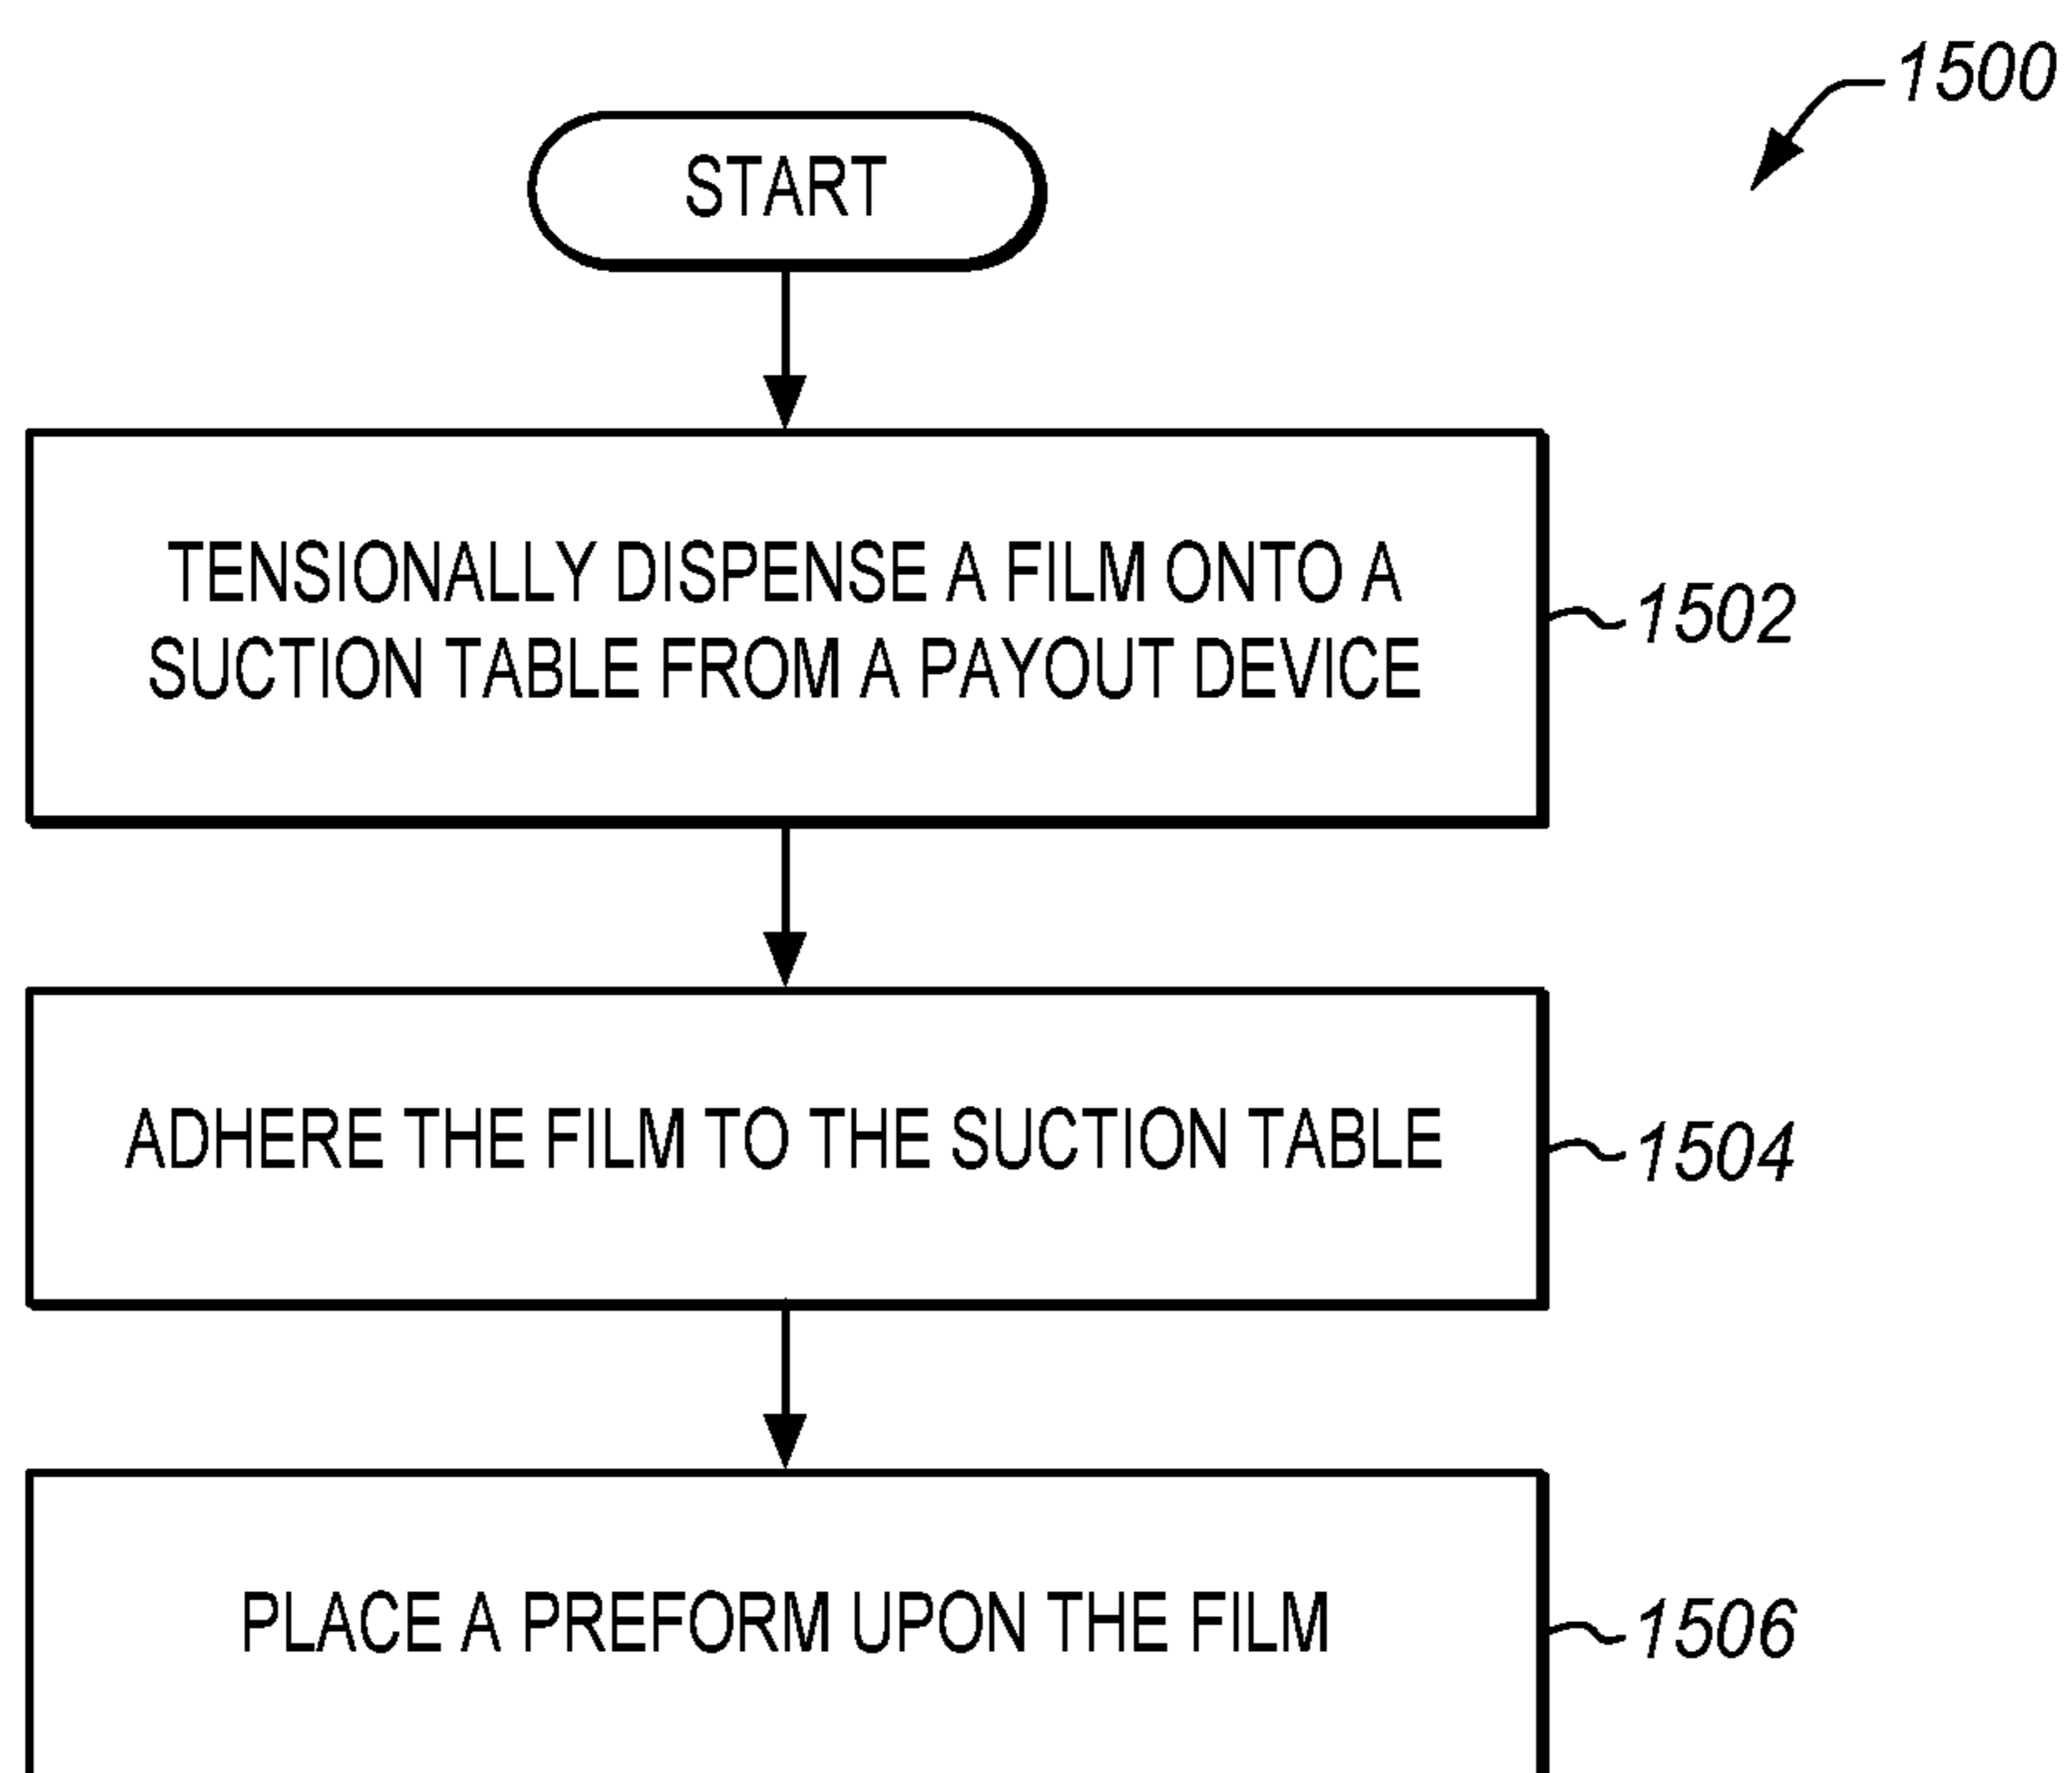 1500
START
TENSIONALLY DISPENSE A FILM ONTO A
SUCTION TABLE FROM A PAYOUT DEVICE
1502
ADHERE THE FILM TO THE SUCTION TABLE
1504
PLACE A PREFORM UPON THE FILM
1506